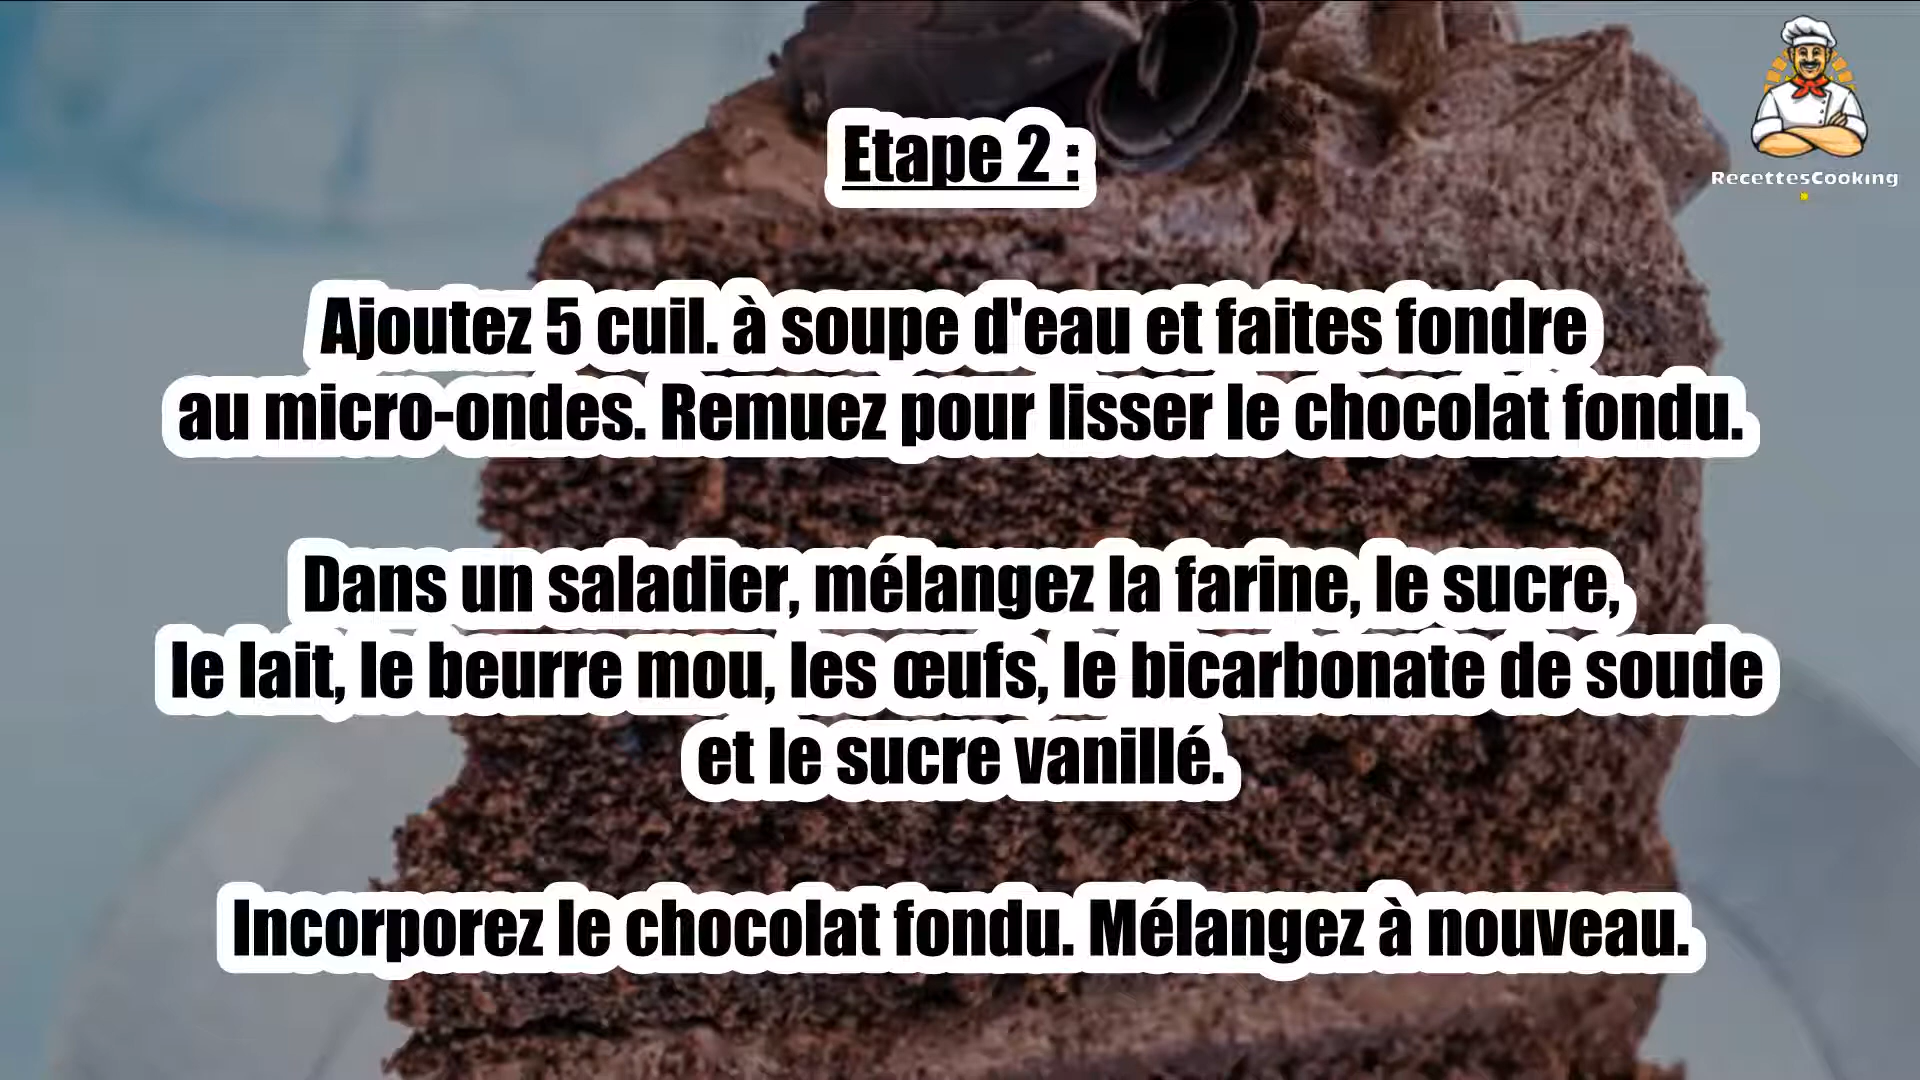 RecettesCooking
Etape 2 :
Ajoutez 5 cuil. à soupe d'eau et faites fondre
au micro-ondes. Remuez pour lisser le chocolat fondu.
Dans un saladier, mélangez la farine, le sucre,
le lait, le beurre mou, les œufs, le bicarbonate de soude
et le sucre vanillé.
Incorporez le chocolat fondu. Mélangez à nouveau.